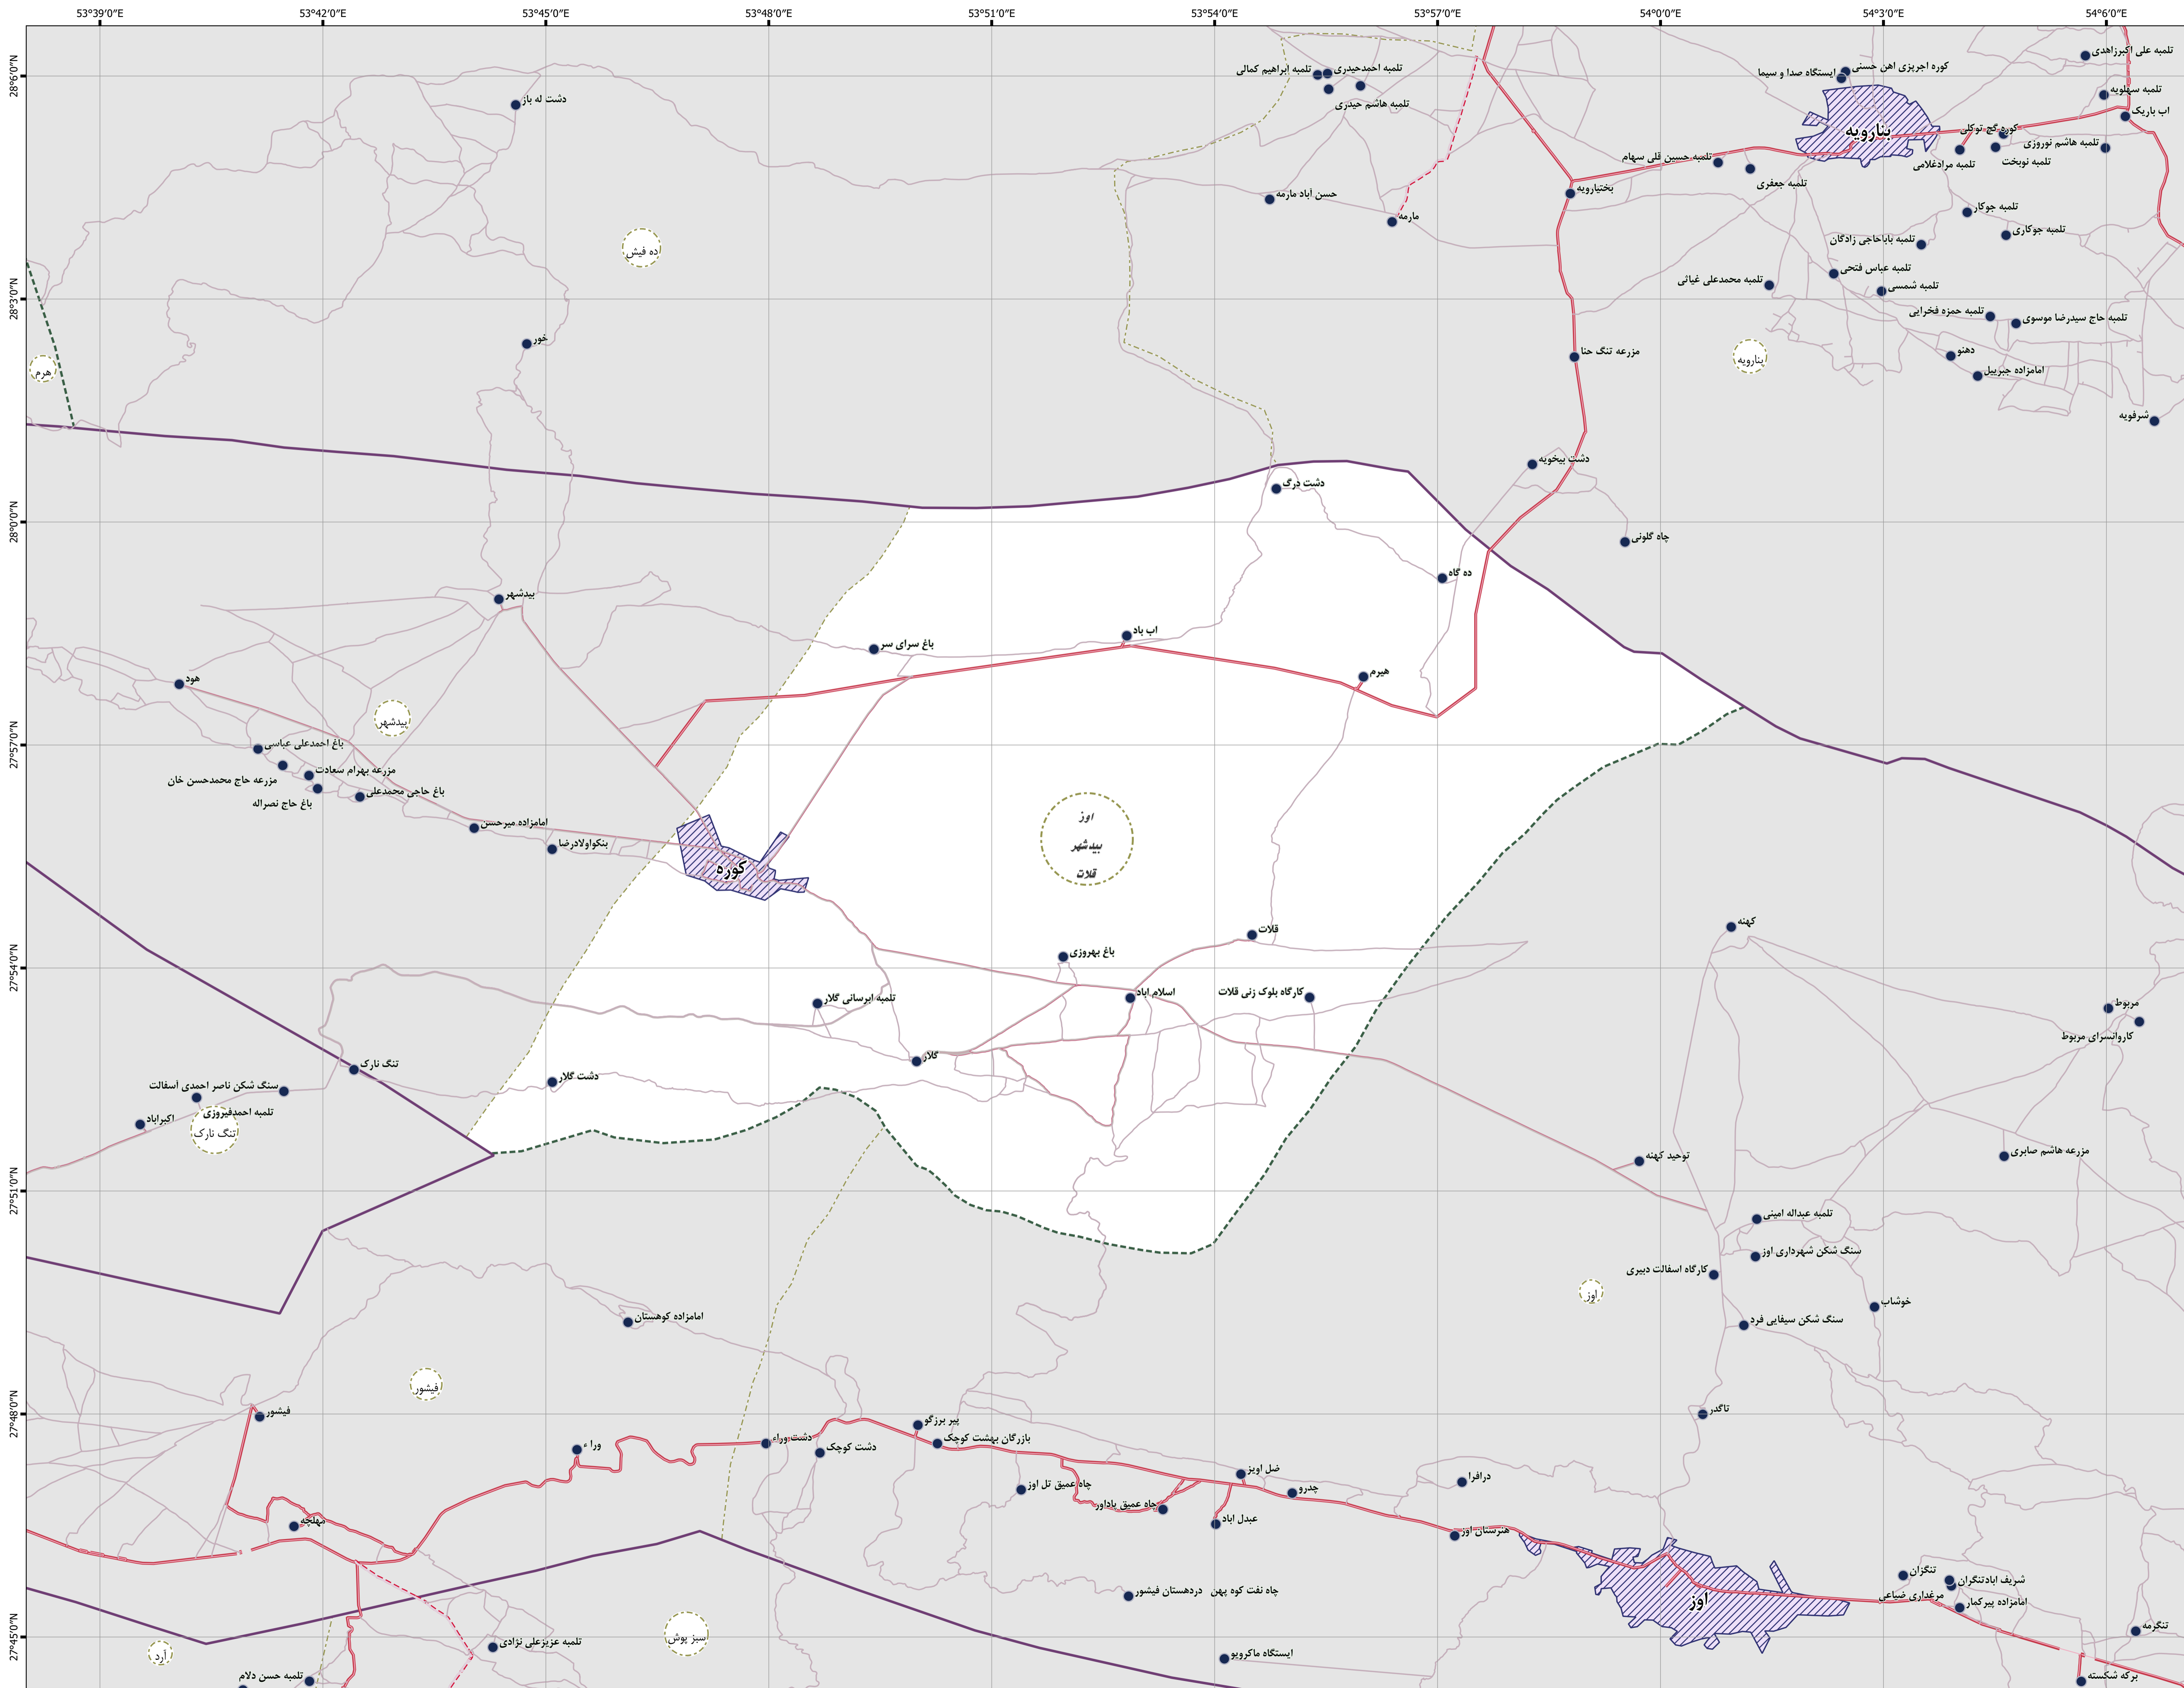 53°39'0"E 53°42'0"E 53°45'0"E 53°48'0"E 53°51'0"E 53°54'0"E 53°57'0"E 54°0'0"E 54°3'0"E 54°6'0"E
28°6'0"N
28°3'0"N
28°0'0"N
27°57'0"N
27°54'0"N
27°51'0"N
27°48'0"N
27°45'0"N
تلمبه علی اکبرزاهدی
کوره اجرپزی اهن حسنی
ایستگاه صدا و سیما
تلمبه احمدحیدری
تلمبه ابراهیم کمالی
تلمبه هاشم حیدری
تلمبه سهلویه
دشت له باز
اب باریک
بنارویه
کوره گچ توکلی
تلمبه هاشم نوروزی
تلمبه نوبخت
تلمبه مرادغلامی
تلمبه حسین قلی سهام
تلمبه جعفری
بختیارویه
حسن آباد مارمه
مارمه
تلمبه جوکار
تلمبه جوکاری
تلمبه باباحاجی زادگان
ده فیش
تلمبه عباس فتحی
تلمبه محمدعلی غیاثی
تلمبه شمسی
تلمبه حمزه فخرایی
تلمبه حاج سیدرضا موسوی
خور
مزرعه تنگ حنا
بنارویه
دهنو
هرم
امامزاده جبرییل
شرفویه
دشت بیخویه
دشت درگ
چاه گلونی
ده گاه
بیدشهر
اب باد
باغ سرای سر
هیرم
هود
بیدشهر
باغ احمدعلی عباسی
مزرعه بهرام سعادت
مزرعه حاج محمدحسن خان
باغ حاجی محمدعلی
باغ حاج نصراله
امامزاده میرحسن
بنکواولادرضا
کوره
اوز
بیدشهر
قلات
کهنه
قلات
باغ بهروزی
اسلام اباد
کارگاه بلوک زنی قلات
تلمبه ابرسانی گلار
مربوط
کاروانسرای مربوط
گلار
تنگ نارک
دشت گلار
سنگ شکن ناصر احمدی آسفالت
تلمبه احمدفیروزی
اکبراباد
تنگ نارک
مزرعه هاشم صابری
توحید کهنه
تلمبه عبداله امینی
سنگ شکن شهرداری اوز
کارگاه اسفالت دبیری
اوز
خوشاب
سنگ شکن سیفایی فرد
امامزاده کوهستان
فیشور
فیشور
تاگدر
پیر برزگو
بازرگان بهشت کوچک
دشت وراء
دشت کوچک
وراء
ضل اویز
درافرا
چاه عمیق تل اوز
چدرو
چاه عمیق باداور
عبدل اباد
مهلچه
هنرستان اوز
تنگزان
شریف ابادتنگران
مرغداری ضیاعی
امامزاده پیرکمار
چاه نفت کوه پهن دردهستان فیشور
اوز
تنگرمه
سبز پوش
آرد
تلمبه عزیزعلی نژادی
ایستگاه ماکرویو
تلمبه حسن دلام
برکه شکسته